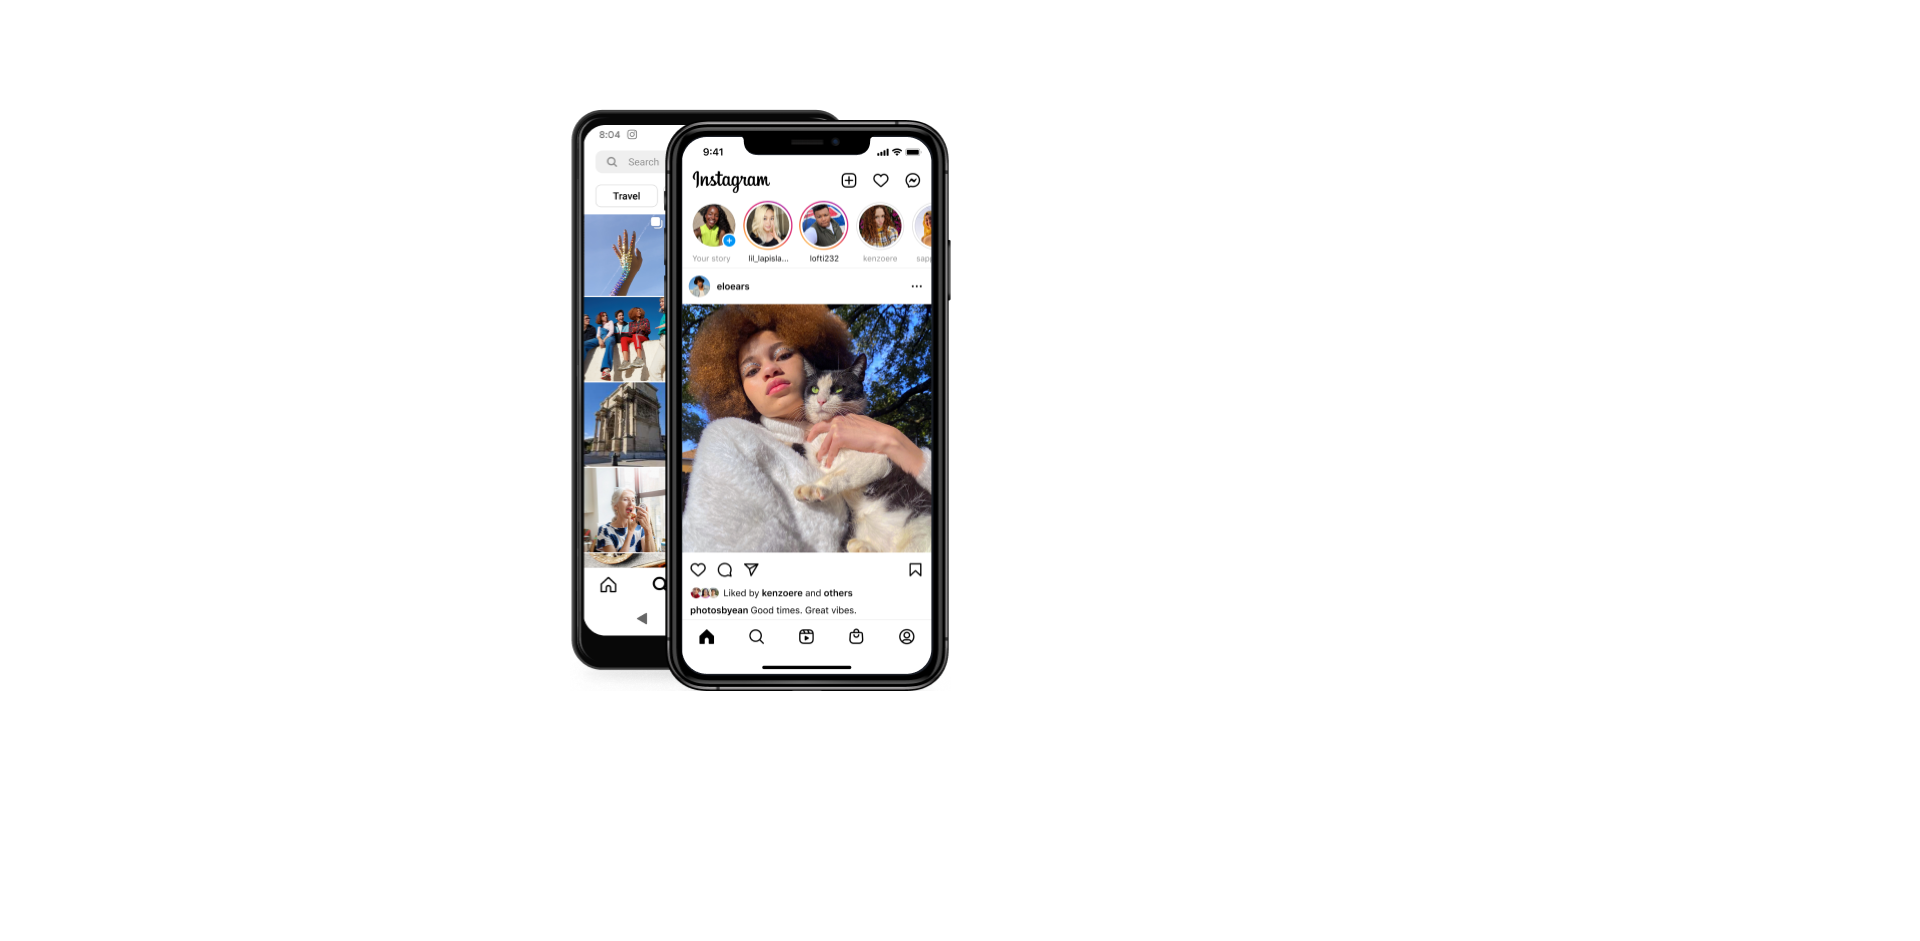 8:04
Search
Travel
9:41
Instagram
Your story
lil_lapisla...
lofti232
kenzoere
eloears
Liked by kenzoere and others
photosbyean Good times. Great vibes.